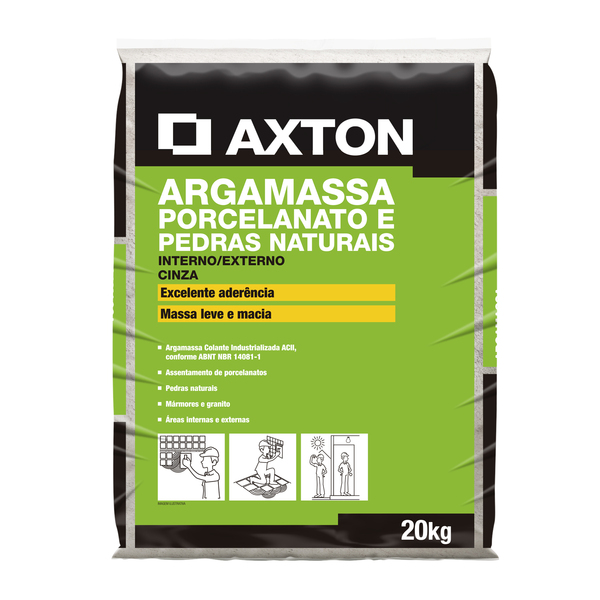 AXTON
ARGAMASSA
PORCELANATO E
PEDRAS NATURAIS
INTERNO/EXTERNO
CINZA
Excelente aderência
Massa leve e macia
Argamassa Colante Industrializada ACII,
conforme ABNT NBR 14081-1
Assentamento de porcelanatos
Pedras naturais
Mármores e granito
Áreas internas e externas
20kg